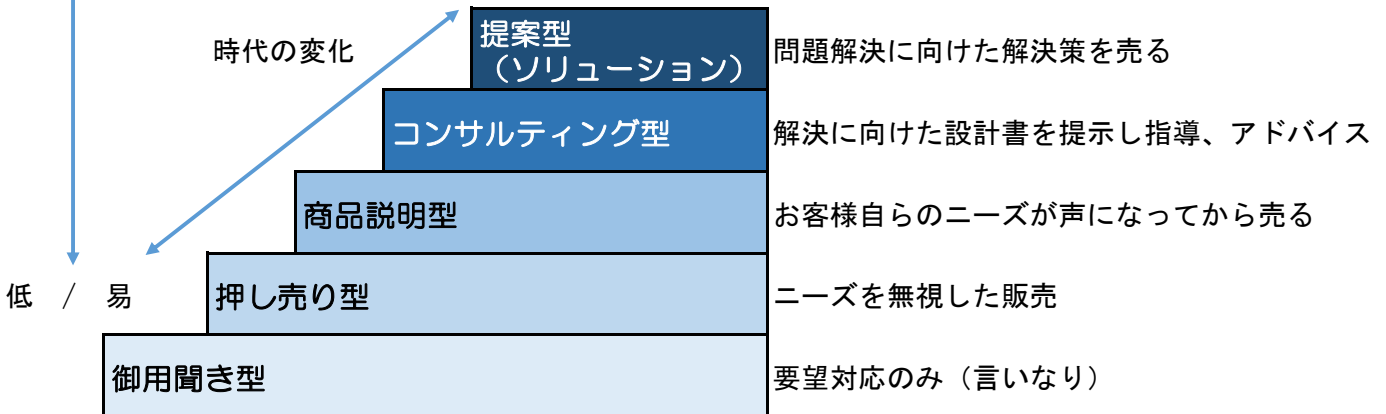 時代の変化
提案型
（ソリューション）
問題解決に向けた解決策を売る
コンサルティング型
解決に向けた設計書を提示し指導、アドバイス
商品説明型
お客様自らのニーズが声になってから売る
低 / 易
押し売り型
ニーズを無視した販売
御用聞き型
要望対応のみ（言いなり）